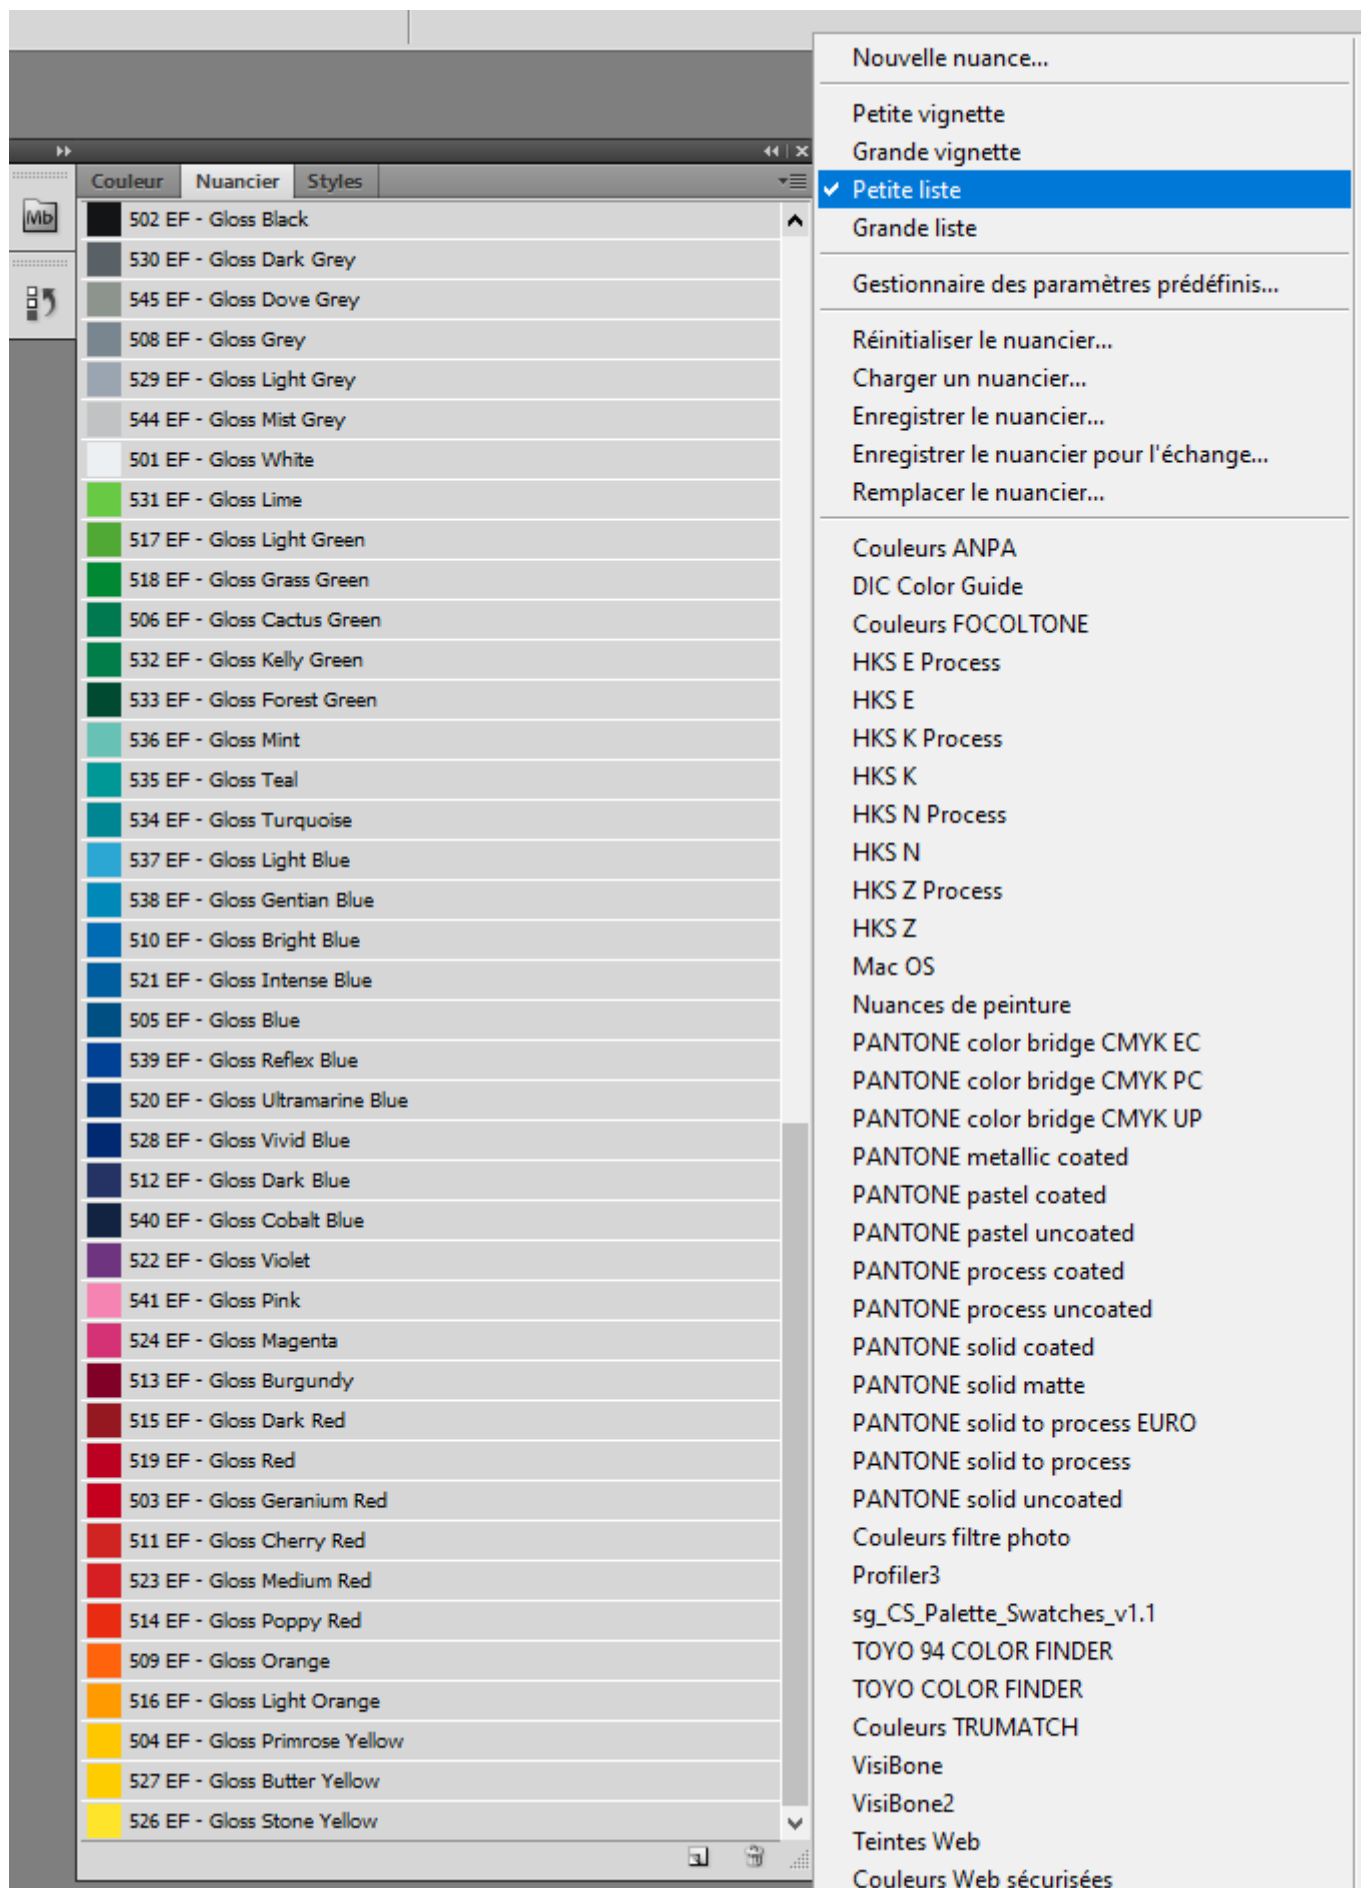 Mb
Couleur
Nuancier
Styles
502 EF - Gloss Black
530 EF - Gloss Dark Grey
545 EF - Gloss Dove Grey
508 EF - Gloss Grey
529 EF - Gloss Light Grey
544 EF - Gloss Mist Grey
501 EF - Gloss White
531 EF - Gloss Lime
517 EF - Gloss Light Green
518 EF - Gloss Grass Green
506 EF - Gloss Cactus Green
532 EF - Gloss Kelly Green
533 EF - Gloss Forest Green
536 EF - Gloss Mint
535 EF - Gloss Teal
534 EF - Gloss Turquoise
537 EF - Gloss Light Blue
538 EF - Gloss Gentian Blue
510 EF - Gloss Bright Blue
521 EF - Gloss Intense Blue
505 EF - Gloss Blue
539 EF - Gloss Reflex Blue
520 EF - Gloss Ultramarine Blue
528 EF - Gloss Vivid Blue
512 EF - Gloss Dark Blue
540 EF - Gloss Cobalt Blue
522 EF - Gloss Violet
541 EF - Gloss Pink
524 EF - Gloss Magenta
513 EF - Gloss Burgundy
515 EF - Gloss Dark Red
519 EF - Gloss Red
503 EF - Gloss Geranium Red
511 EF - Gloss Cherry Red
523 EF - Gloss Medium Red
514 EF - Gloss Poppy Red
509 EF - Gloss Orange
516 EF - Gloss Light Orange
504 EF - Gloss Primrose Yellow
527 EF - Gloss Butter Yellow
526 EF - Gloss Stone Yellow
Nouvelle nuance...
Petite vignette
Grande vignette
Petite liste
Grande liste
Gestionnaire des paramètres prédéfinis...
Réinitialiser le nuancier...
Charger un nuancier...
Enregistrer le nuancier...
Enregistrer le nuancier pour l'échange...
Remplacer le nuancier...
Couleurs ANPA
DIC Color Guide
Couleurs FOCOLTONE
HKS E Process
HKS E
HKS K Process
HKS K
HKS N Process
HKS N
HKS Z Process
HKS Z
Mac OS
Nuances de peinture
PANTONE color bridge CMYK EC
PANTONE color bridge CMYK PC
PANTONE color bridge CMYK UP
PANTONE metallic coated
PANTONE pastel coated
PANTONE pastel uncoated
PANTONE process coated
PANTONE process uncoated
PANTONE solid coated
PANTONE solid matte
PANTONE solid to process EURO
PANTONE solid to process
PANTONE solid uncoated
Couleurs filtre photo
Profiler3
sg_CS_Palette_Swatches_v1.1
TOYO 94 COLOR FINDER
TOYO COLOR FINDER
Couleurs TRUMATCH
VisiBone
VisiBone2
Teintes Web
Couleurs Web sécurisées